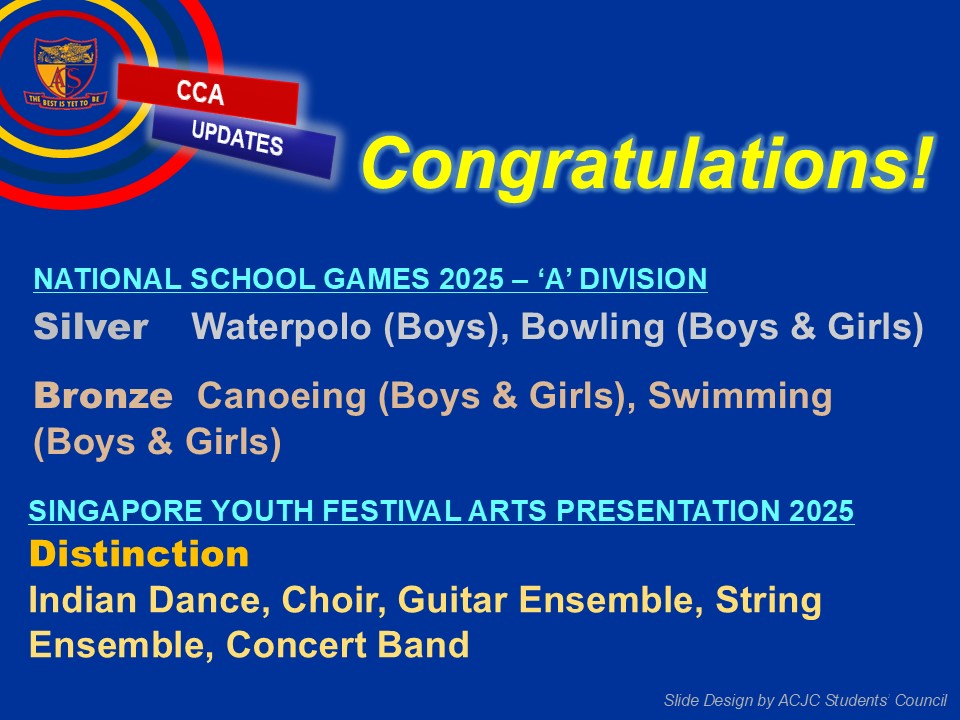 ACS
THE BEST IS YET TO BE
CCA
UPDATES
Congratulations!
NATIONAL SCHOOL GAMES 2025 – ‘A’ DIVISION
Silver Waterpolo (Boys), Bowling (Boys & Girls)
Bronze Canoeing (Boys & Girls), Swimming
(Boys & Girls)
SINGAPORE YOUTH FESTIVAL ARTS PRESENTATION 2025
Distinction
Indian Dance, Choir, Guitar Ensemble, String
Ensemble, Concert Band
Slide Design by ACJC Students’ Council